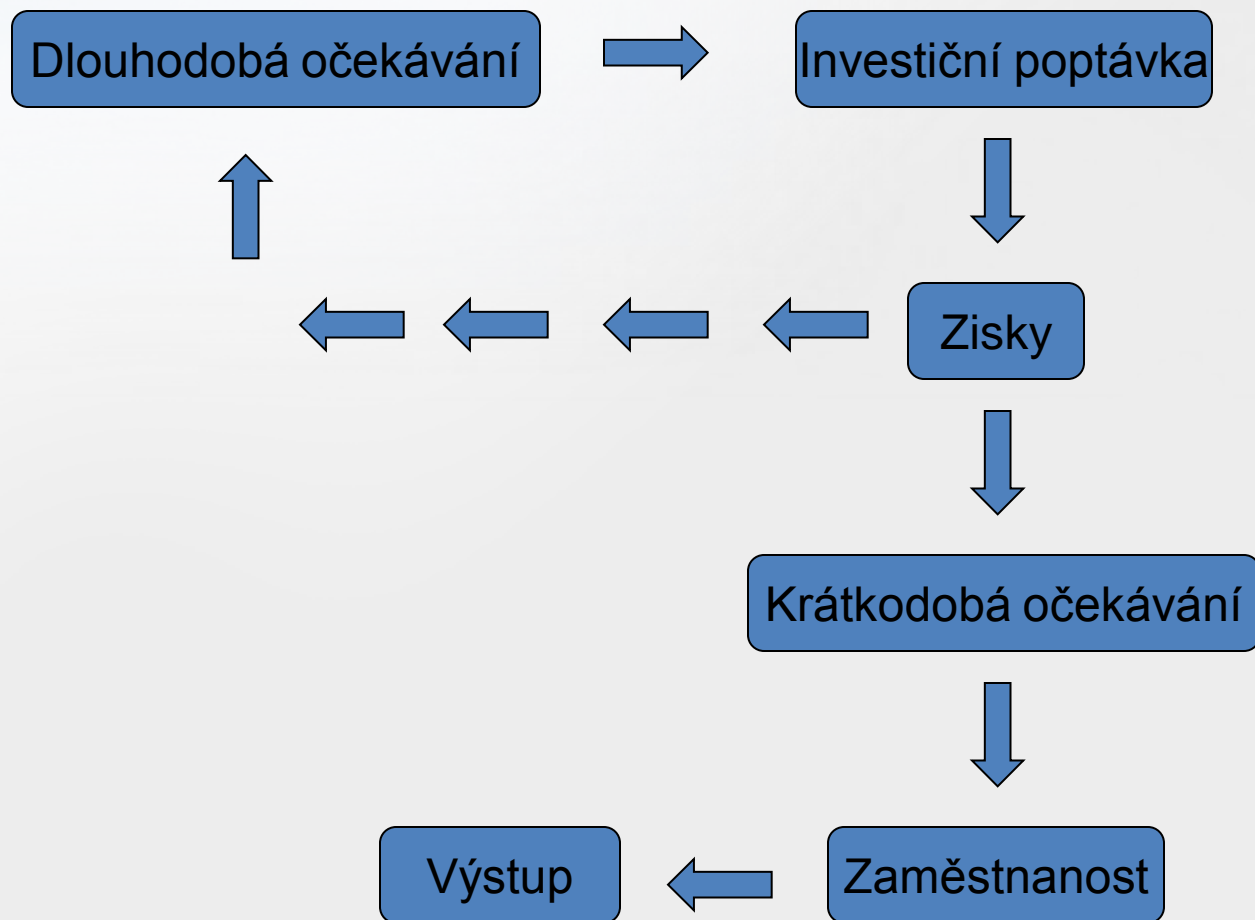 Dlouhodobá očekávání
Investiční poptávka
Zisky
Krátkodobá očekávání
Zaměstnanost
Výstup